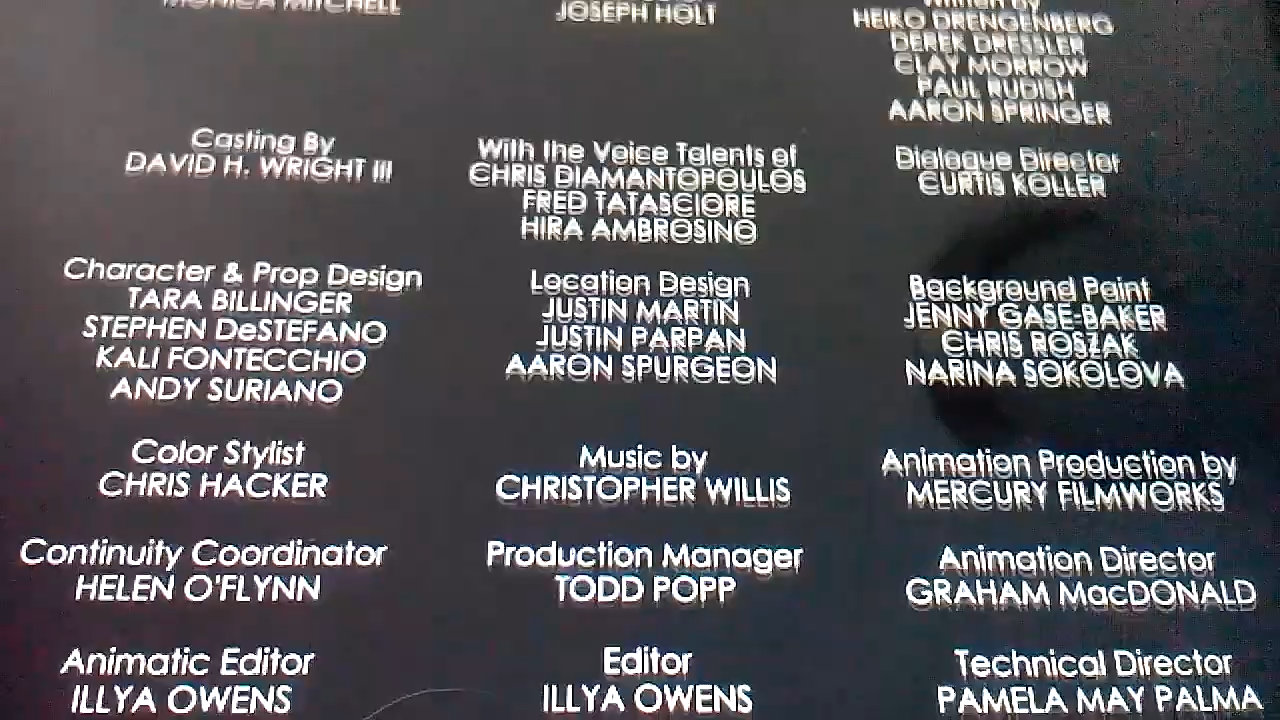 MONICA MITCHELL
JOSEPH HOLT
Written by
HEIKO DRENGENBERG
DEREK DRESSLER
CLAY MORROW
PAUL RUDISH
AARON SPRINGER
Casting By
DAVID H. WRIGHT III
With the Voice Talents of
CHRIS DIAMANTOPOULOS
FRED TATASCIORE
HIRA AMBROSINO
Dialogue Director
CURTIS KOLLER
Character & Prop Design
TARA BILLINGER
STEPHEN DeSTEFANO
KALI FONTECCHIO
ANDY SURIANO
Location Design
JUSTIN MARTIN
JUSTIN PARPAN
AARON SPURGEON
Background Paint
JENNY GASE-BAKER
CHRIS ROSZAK
NARINA SOKOLOVA
Color Stylist
CHRIS HACKER
Music by
CHRISTOPHER WILLIS
Animation Production by
MERCURY FILMWORKS
Continuity Coordinator
HELEN O'FLYNN
Production Manager
TODD POPP
Animation Director
GRAHAM MacDONALD
Animatic Editor
ILLYA OWENS
Editor
ILLYA OWENS
Technical Director
PAMELA MAY PALMA